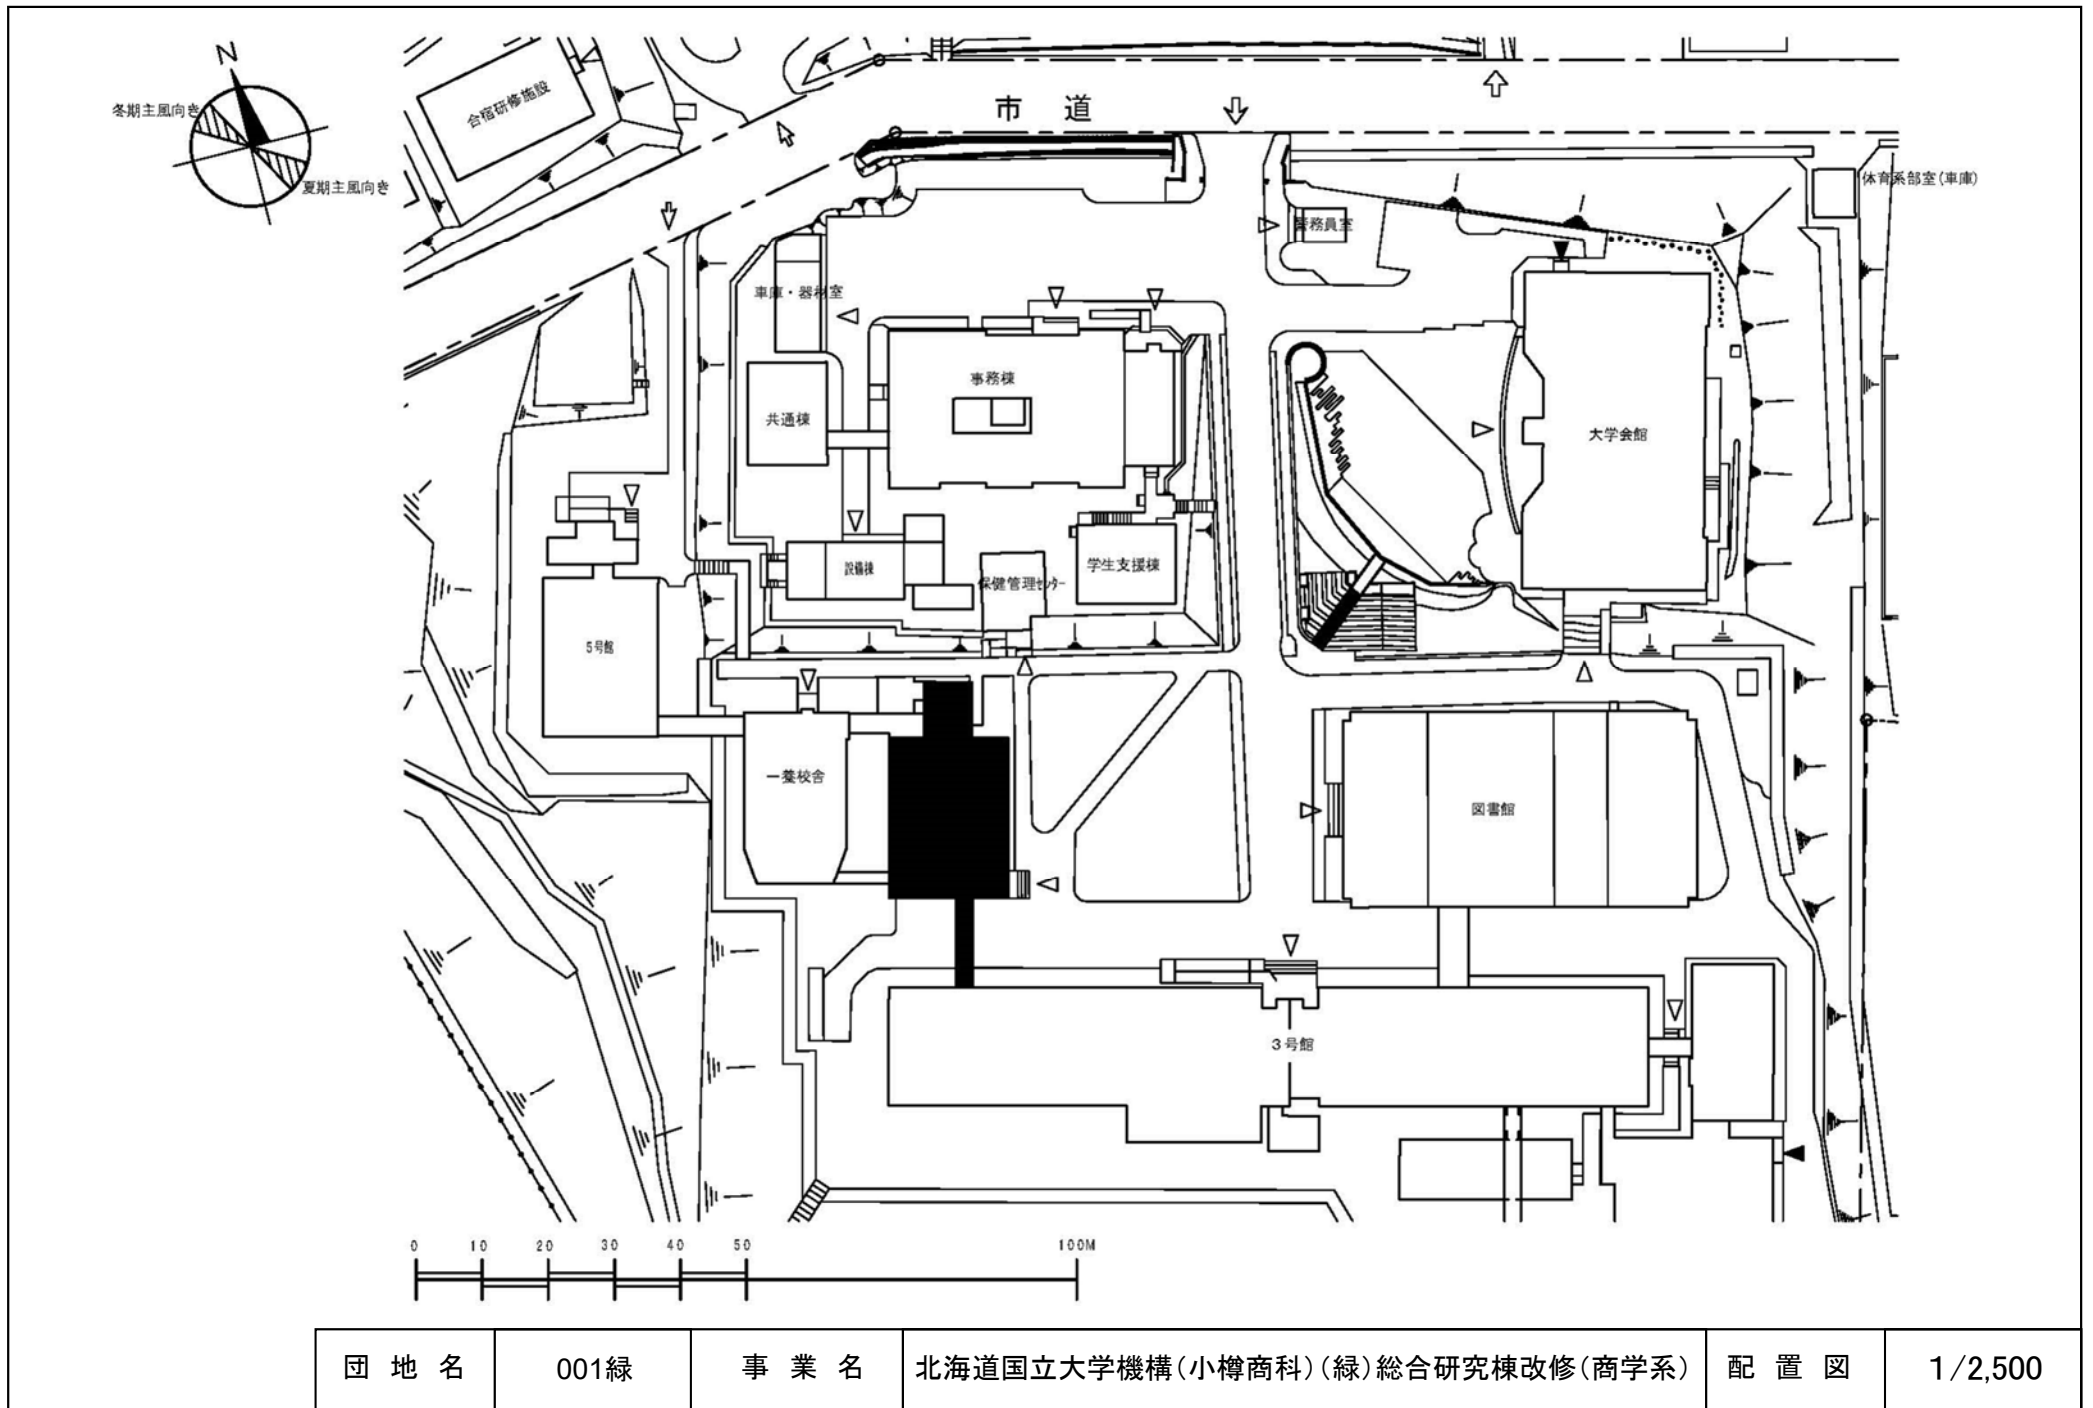 N
冬期主風向き
夏期主風向き
合宿研修施設
市 道
体育系部室(車庫)
警務員室
車庫・器材室
事務棟
共通棟
大学会館
設備棟
保健管理センター
学生支援棟
5号館
一養校舎
図書館
3号館
0 10 20 30 40 50 100M
団 地 名 001緑 事 業 名 北海道国立大学機構(小樽商科)(緑)総合研究棟改修(商学系) 配 置 図 1/2,500